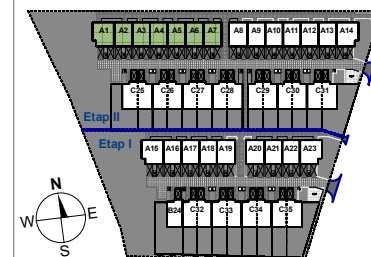 A1 A2 A3 A4 A5 A6 A7 A8 A9 A10 A11 A12 A13 A14
C25 C26 C27 C28 C29 C30 C31
Etap II
Etap I
A15 A16 A17 A18 A19 A20 A21 A22 A23
B24 C32 C33 C34 C35
N
W E
S